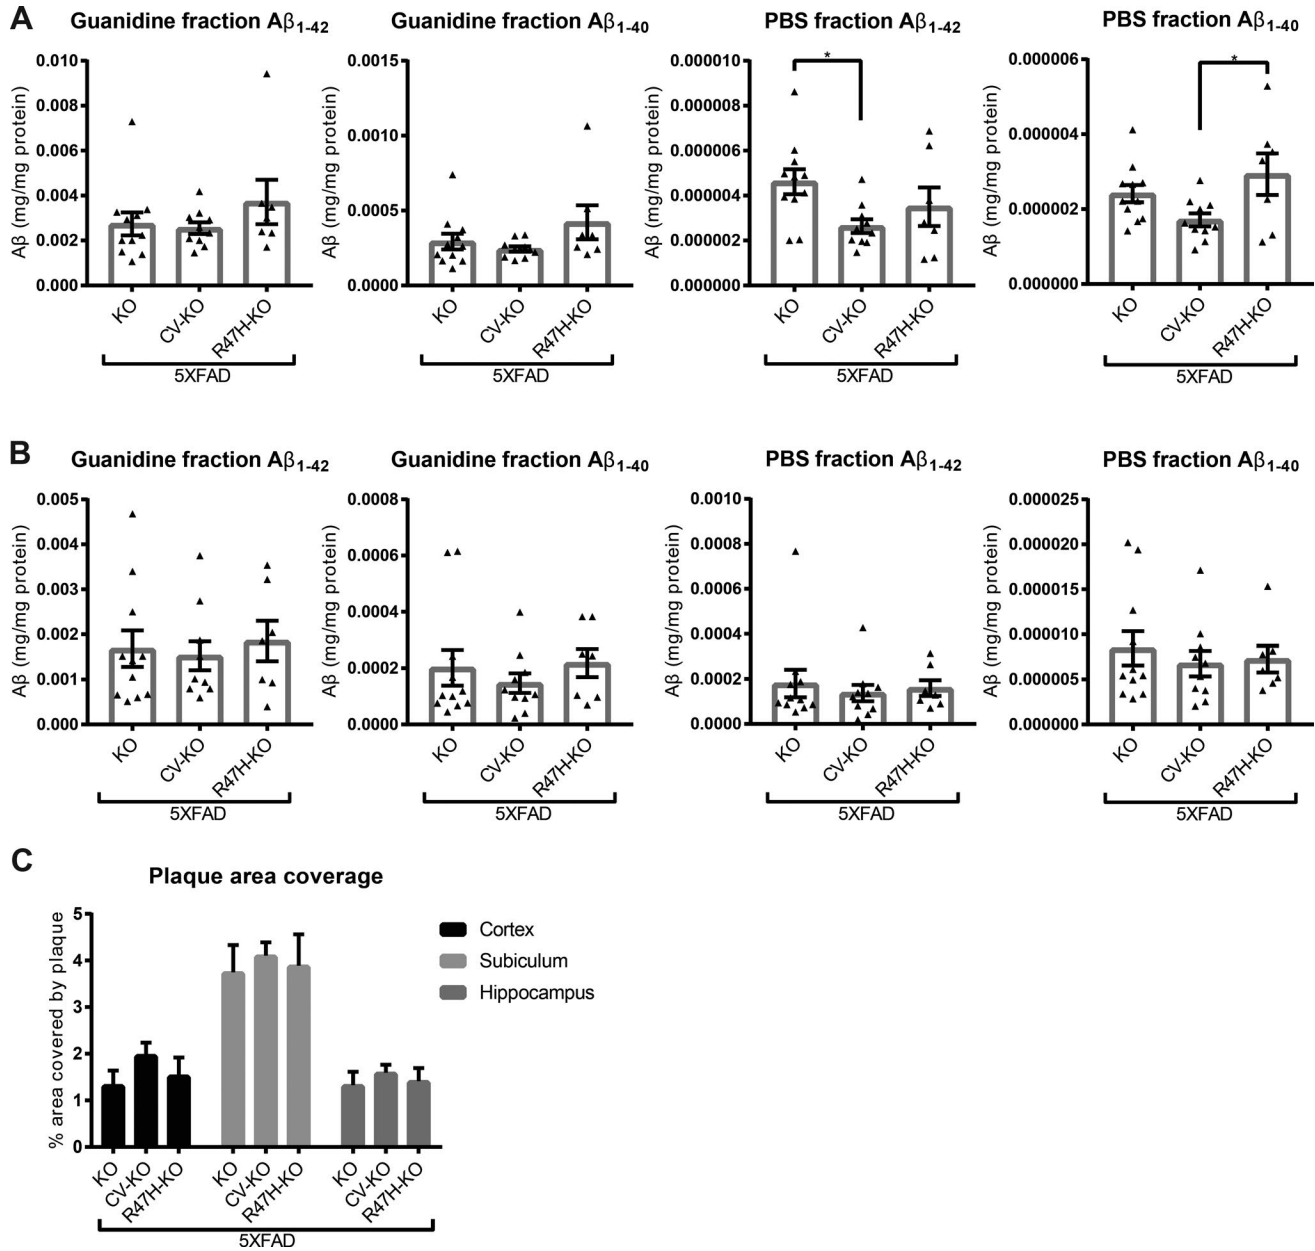 A
Guanidine fraction Aβ1-42
Aβ (mg/mg protein)
0.010
0.008
0.006
0.004
0.002
0.000
KO
CV-KO
R47H-KO
5XFAD
Guanidine fraction Aβ1-40
Aβ (mg/mg protein)
0.0015
0.0010
0.0005
0.0000
KO
CV-KO
R47H-KO
5XFAD
PBS fraction Aβ1-42
Aβ (mg/mg protein)
0.000010
0.000008
0.000006
0.000004
0.000002
0.000000
*
KO
CV-KO
R47H-KO
5XFAD
PBS fraction Aβ1-40
Aβ (mg/mg protein)
0.000006
0.000004
0.000002
0.000000
*
KO
CV-KO
R47H-KO
5XFAD
B
Guanidine fraction Aβ1-42
Aβ (mg/mg protein)
0.005
0.004
0.003
0.002
0.001
0.000
KO
CV-KO
R47H-KO
5XFAD
Guanidine fraction Aβ1-40
Aβ (mg/mg protein)
0.0008
0.0006
0.0004
0.0002
0.0000
KO
CV-KO
R47H-KO
5XFAD
PBS fraction Aβ1-42
Aβ (mg/mg protein)
0.0010
0.0008
0.0006
0.0004
0.0002
0.0000
KO
CV-KO
R47H-KO
5XFAD
PBS fraction Aβ1-40
Aβ (mg/mg protein)
0.000025
0.000020
0.000015
0.000010
0.000005
0.000000
KO
CV-KO
R47H-KO
5XFAD
C
Plaque area coverage
% area covered by plaque
5
4
3
2
1
0
KO
CV-KO
R47H-KO
KO
CV-KO
R47H-KO
KO
CV-KO
R47H-KO
5XFAD
Cortex
Subiculum
Hippocampus